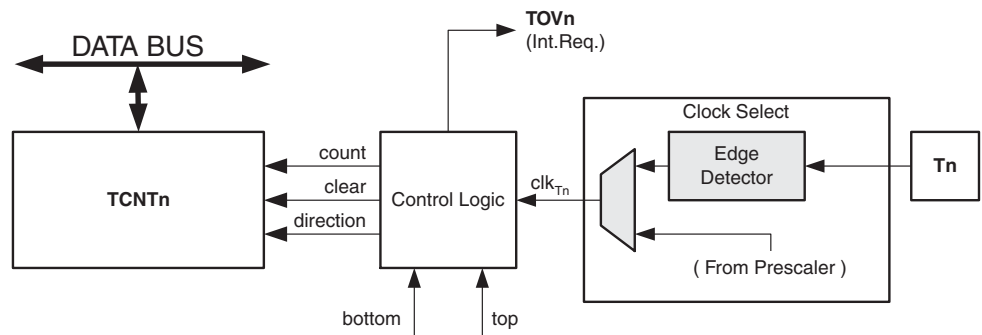 TOVn
(Int.Req.)
DATA BUS
Clock Select
count
Edge
Detector
Tn
TCNTn
clear
Control Logic
clkTn
direction
( From Prescaler )
bottom
top